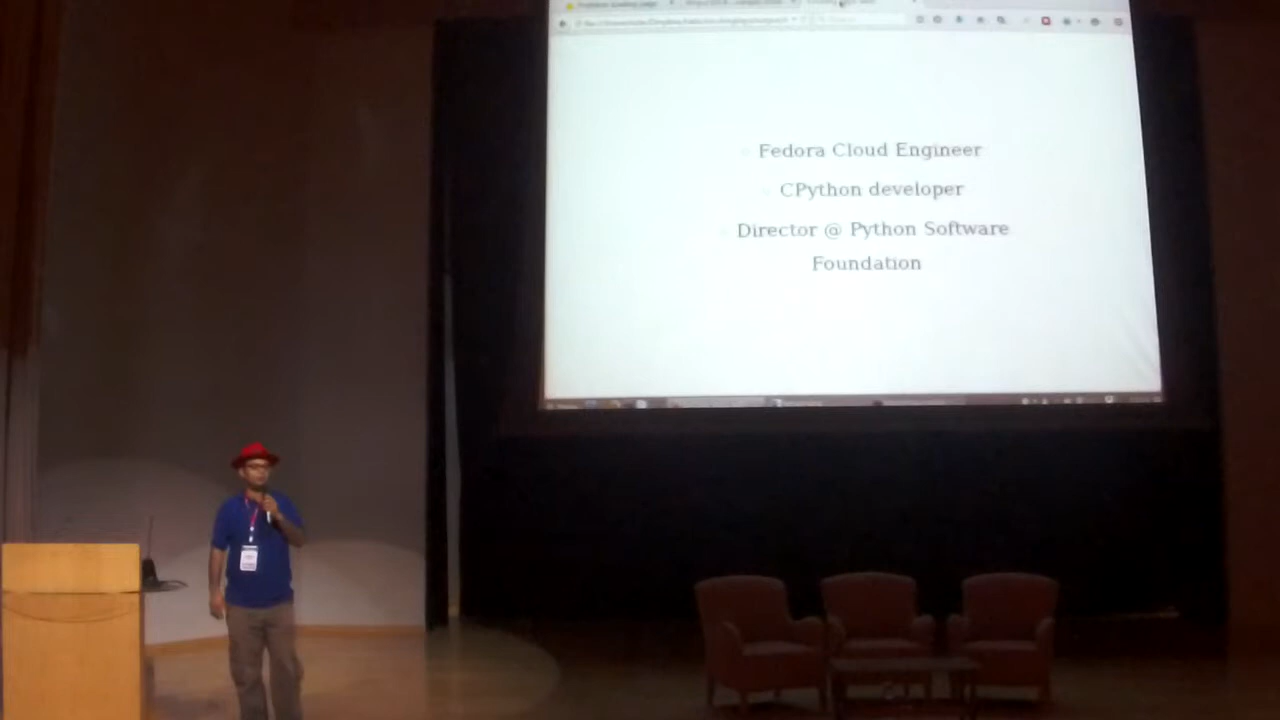 Fedora Cloud Engineer
CPython developer
Director @ Python Software
Foundation